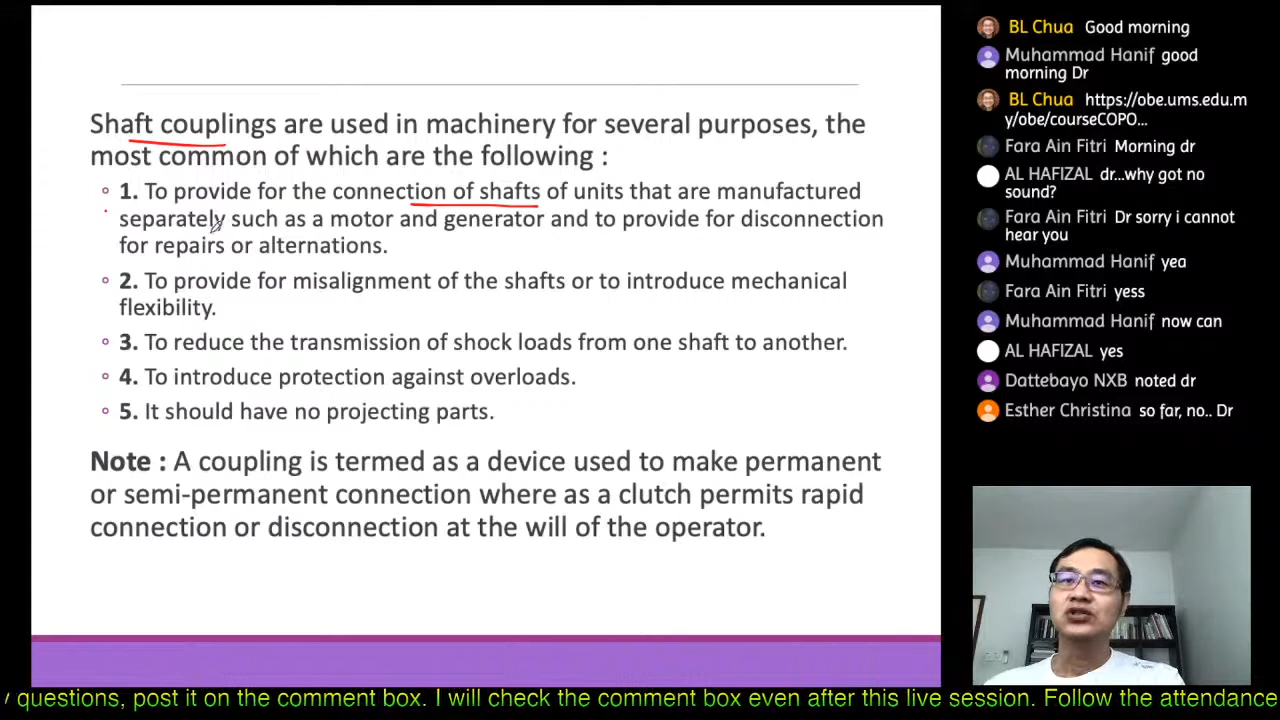 Shaft couplings are used in machinery for several purposes, the
most common of which are the following :
1. To provide for the connection of shafts of units that are manufactured
separately such as a motor and generator and to provide for disconnection
for repairs or alternations.
2. To provide for misalignment of the shafts or to introduce mechanical
flexibility.
3. To reduce the transmission of shock loads from one shaft to another.
4. To introduce protection against overloads.
5. It should have no projecting parts.
Note : A coupling is termed as a device used to make permanent
or semi-permanent connection where as a clutch permits rapid
connection or disconnection at the will of the operator.
BL Chua Good morning
Muhammad Hanif good
morning Dr
BL Chua https://obe.ums.edu.m
y/obe/courseCOPO...
Fara Ain Fitri Morning dr
AL HAFIZAL dr...why got no
sound?
Fara Ain Fitri Dr sorry i cannot
hear you
Muhammad Hanif yea
Fara Ain Fitri yess
Muhammad Hanif now can
AL HAFIZAL yes
Dattebayo NXB noted dr
Esther Christina so far, no.. Dr
y questions, post it on the comment box. I will check the comment box even after this live session. Follow the attendance